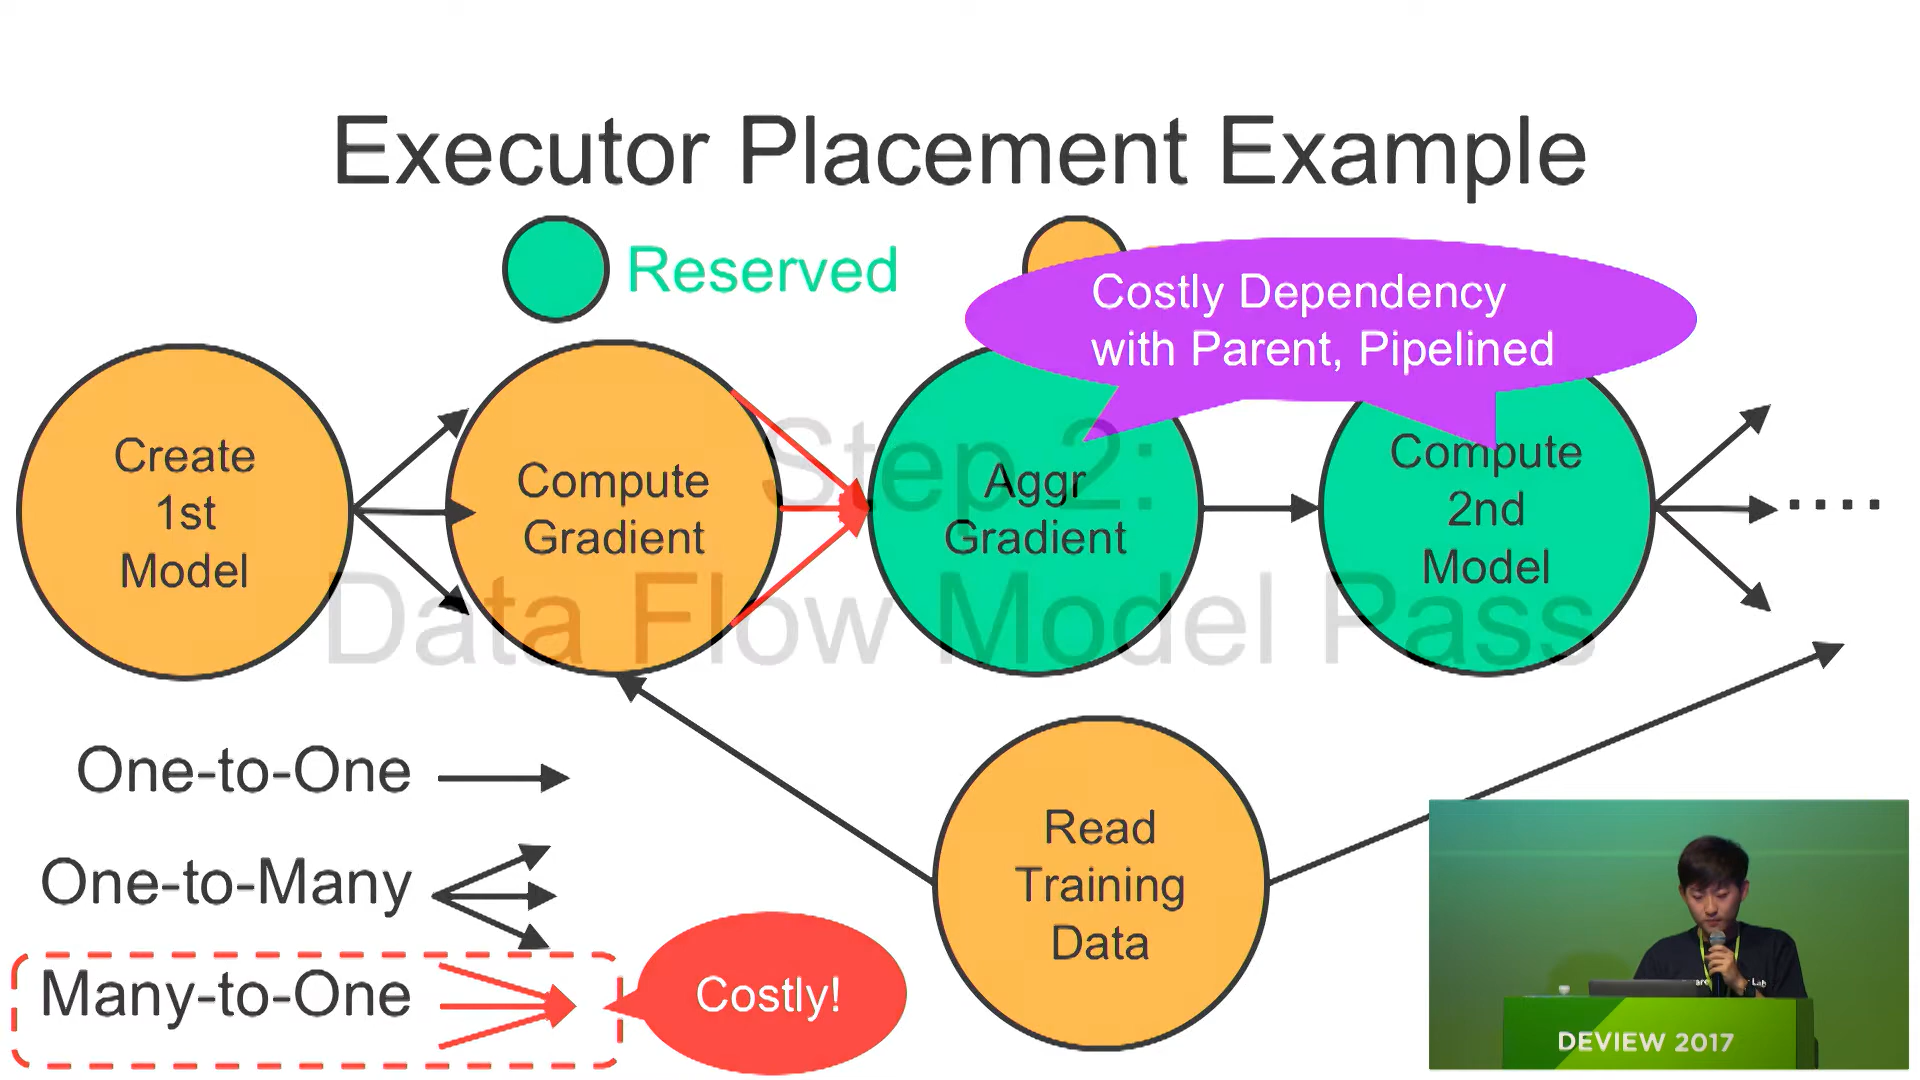 Executor Placement Example
Reserved
Costly Dependency
with Parent, Pipelined
Create
1st
Model
Compute
Gradient
Aggr
Gradient
Compute
2nd
Model
.....
Step 2:
Data Flow Model Pass
One-to-One
One-to-Many
Many-to-One
Costly!
Read
Training
Data
DEVIEW 2017